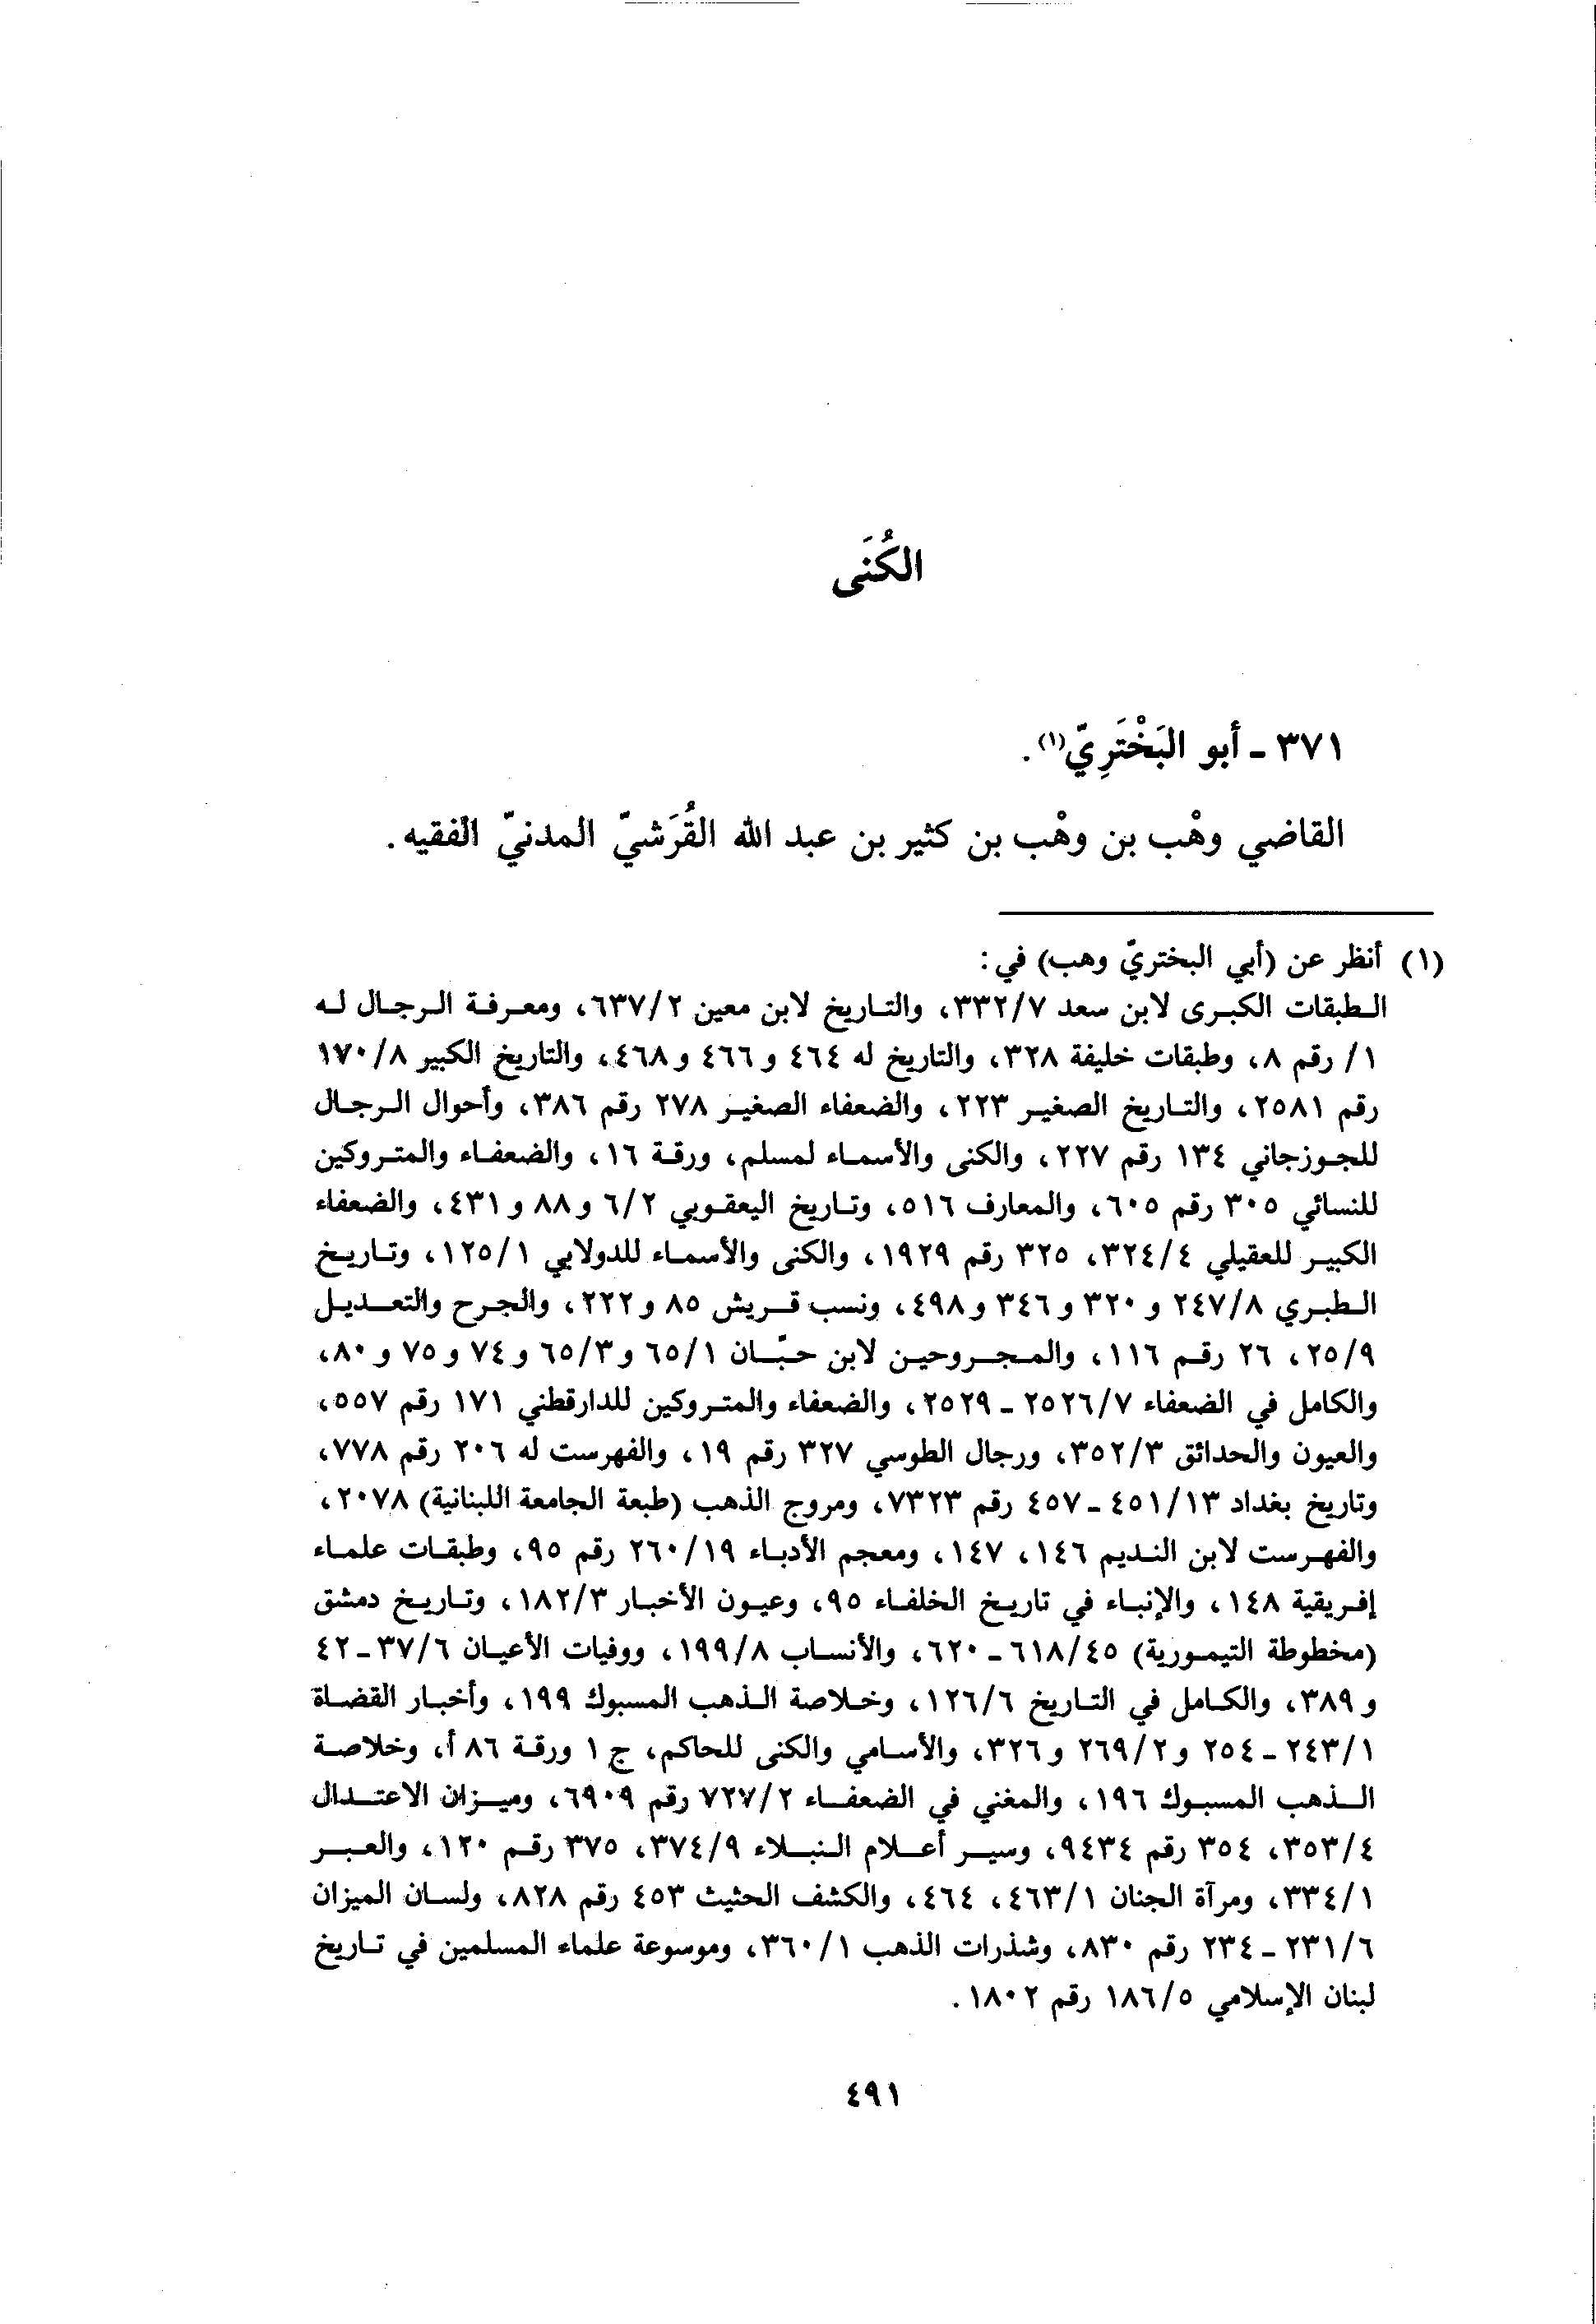 الكُنَى
٣٧١ - أبو البَخْتَرِيّ(١).
القاضي وهْب بن وهْب بن كثير بن عبد الله القُرَشيّ المدنيّ الفقيه.
(١) أنظر عن (أبي البختريّ وهب) في:
الطبقات الكبرى لابن سعد ٣٣٢/٧، والتاريخ لابن معين ٦٣٧/٢، ومعرفة الرجال له
١/ رقم ٨، وطبقات خليفة ٣٢٨، والتاريخ له ٤٦٤ و ٤٦٦ و ٤٦٨، والتاريخ الكبير ١٧٠/٨
رقم ٢٥٨١، والتاريخ الصغير ٢٢٣، والضعفاء الصغير ٢٧٨ رقم ٣٨٦، وأحوال الرجال
للجوزجاني ١٣٤ رقم ٢٢٧، والكنى والأسماء لمسلم، ورقة ١٦، والضعفاء والمتروكين
للنسائي ٣٠٥ رقم ٦٠٥، والمعارف ٥١٦، وتاريخ اليعقوبي ٦/٢ و ٨٨ و ٤٣١، والضعفاء
الكبير للعقيلي ٣٢٤/٤، ٣٢٥ رقم ١٩٢٩، والكنى والأسماء للدولابي ١٢٥/١، وتاريخ
الطبري ٢٤٧/٨ و ٣٢٠ و ٣٤٦ و ٤٩٨، ونسب قريش ٨٥ و ٢٢٢، والجرح والتعديل
٢٥/٩، ٢٦ رقم ١١٦، والمجروحين لابن حبّان ٦٥/١ و ٦٥/٣ و ٧٤ و ٧٥ و ٨٠،
والكامل في الضعفاء ٢٥٢٦/٧ - ٢٥٢٩، والضعفاء والمتروكين للدارقطني ١٧١ رقم ٥٥٧،
والعيون والحدائق ٣٥٢/٣، ورجال الطوسي ٣٢٧ رقم ١٩، والفهرست له ٢٠٦ رقم ٧٧٨،
وتاريخ بغداد ٤٥١/١٣ - ٤٥٧ رقم ٧٣٢٣، ومروج الذهب (طبعة الجامعة اللبنانية) ٢٠٧٨،
والفهرست لابن النديم ١٤٦، ١٤٧، ومعجم الأدباء ٢٦٠/١٩ رقم ٩٥، وطبقات علماء
إفريقية ١٤٨، والإنباء في تاريخ الخلفاء ٩٥، وعيون الأخبار ١٨٢/٣، وتاريخ دمشق
(مخطوطة التيمورية) ٦١٨/٤٥ - ٦٢٠، والأنساب ١٩٩/٨، ووفيات الأعيان ٣٧/٦ - ٤٢
و ٣٨٩، والكامل في التاريخ ١٢٦/٦، وخلاصة الذهب المسبوك ١٩٩، وأخبار القضاة
٢٤٣/١ - ٢٥٤ و ٢٦٩/٢ و ٣٢٦، والأسامي والكنى للحاكم، ج ١ ورقة ٨٦ أ، وخلاصة
الذهب المسبوك ١٩٦، والمغني في الضعفاء ٧٢٧/٢ رقم ٦٩٠٩، وميزان الاعتدال
٣٥٣/٤، ٣٥٤ رقم ٩٤٣٤، وسير أعلام النبلاء ٣٧٤/٩، ٣٧٥ رقم ١٢٠، والعبر
٣٣٤/١، ومرآة الجنان ٤٦٣/١، ٤٦٤، والكشف الحثيث ٤٥٣ رقم ٨٢٨، ولسان الميزان
٢٣١/٦ - ٢٣٤ رقم ٨٣٠، وشذرات الذهب ٣٦٠/١، وموسوعة علماء المسلمين في تاريخ
لبنان الإسلامي ١٨٦/٥ رقم ١٨٠٢.
٤٩١